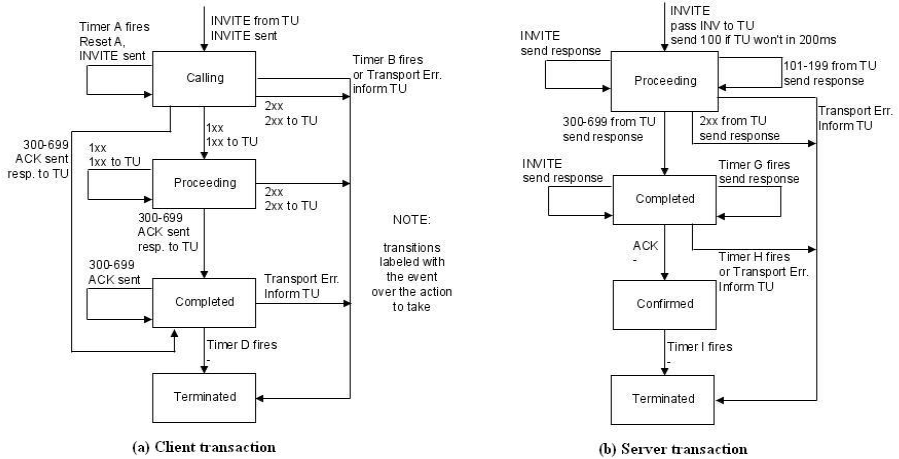 INVITE from TU
INVITE sent
Timer A fires
Reset A,
INVITE sent
Calling
Timer B fires
or Transport Err.
inform TU
2xx
2xx to TU
300-699
ACK sent
resp. to TU
1xx
1xx to TU
1xx
1xx to TU
Proceeding
2xx
2xx to TU
300-699
ACK sent
resp. to TU
NOTE:
transitions
labeled with
the event
over the action
to take
300-699
ACK sent
Completed
Transport Err.
Inform TU
Timer D fires
-
Terminated
(a) Client transaction
INVITE
pass INV to TU
send 100 if TU won't in 200ms
INVITE
send response
Proceeding
101-199 from TU
send response
Transport Err.
Inform TU
300-699 from TU
send response
2xx from TU
send response
INVITE
send response
Timer G fires
send response
Completed
ACK
-
Timer H fires
or Transport Err.
Inform TU
Confirmed
Timer I fires
-
Terminated
(b) Server transaction